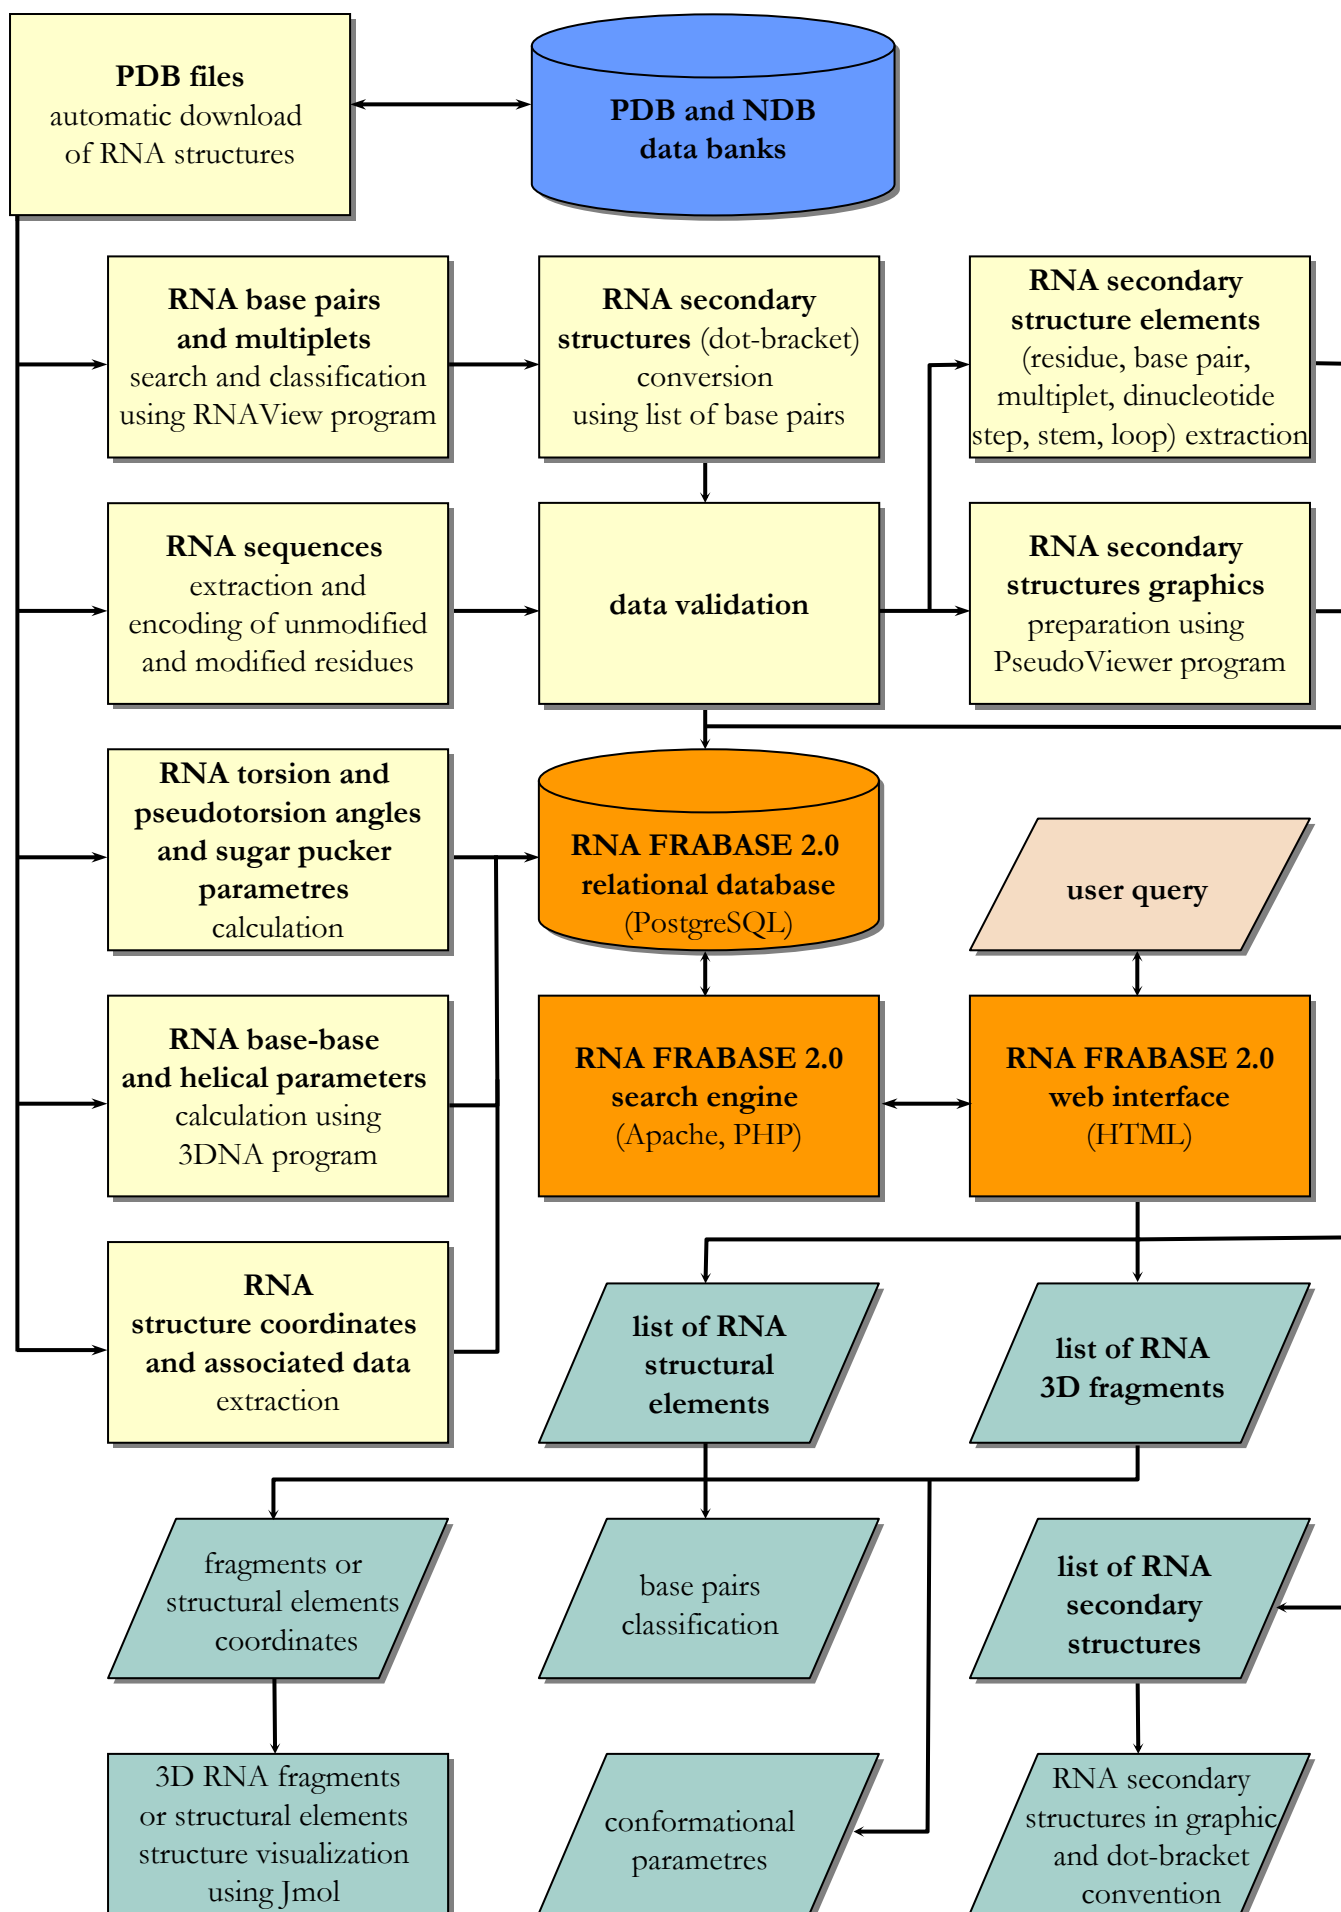 PDB files
automatic download
of RNA structures
PDB and NDB
data banks
RNA base pairs
and multiplets
search and classification
using RNAView program
RNA secondary
structures (dot-bracket)
conversion
using list of base pairs
RNA secondary
structure elements
(residue, base pair,
multiplet, dinucleotide
step, stem, loop) extraction
RNA sequences
extraction and
encoding of unmodified
and modified residues
data validation
RNA secondary
structures graphics
preparation using
PseudoViewer program
RNA torsion and
pseudotorsion angles
and sugar pucker
parametres
calculation
RNA FRABASE 2.0
relational database
(PostgreSQL)
user query
RNA base-base
and helical parameters
calculation using
3DNA program
RNA FRABASE 2.0
search engine
(Apache, PHP)
RNA FRABASE 2.0
web interface
(HTML)
RNA
structure coordinates
and associated data
extraction
list of RNA
structural
elements
list of RNA
3D fragments
fragments or
structural elements
coordinates
base pairs
classification
list of RNA
secondary
structures
3D RNA fragments
or structural elements
structure visualization
using Jmol
conformational
parametres
RNA secondary
structures in graphic
and dot-bracket
convention